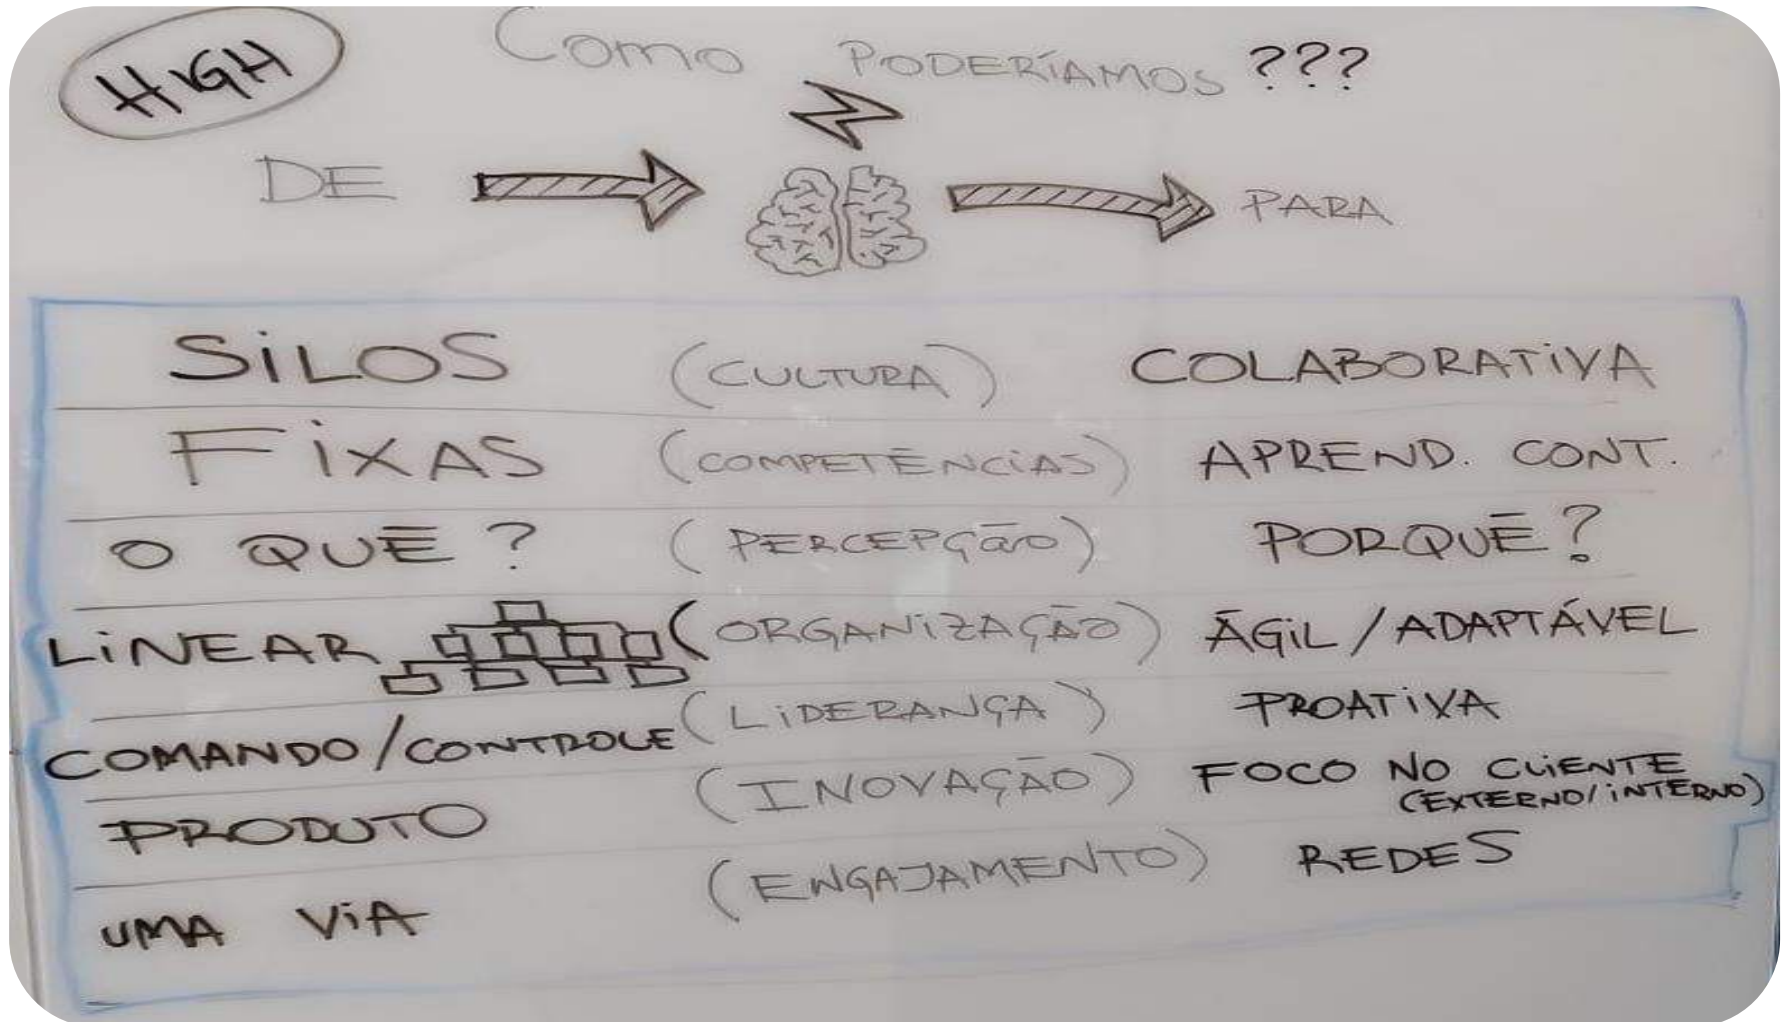 HIGH
Como PODERÍAMOS ???
DE PARA
SiLOS (CULTURA) COLABORATiVA
FiXAS (COMPETÊNCiAS) APREND. CONT.
O QUÊ? (PERCEPÇÃO) PORQUÊ?
LiNEAR (ORGANiZAÇÃO) ÁGiL/ADAPTÁVEL
COMANDO/CONTROLE (LiDERANÇA) PROATiVA
PRODUTO (INOVAÇÃO) FOCO NO CLiENTE
(EXTERNO/iNTERNO)
UMA ViA (ENGAJAMENTO) REDES